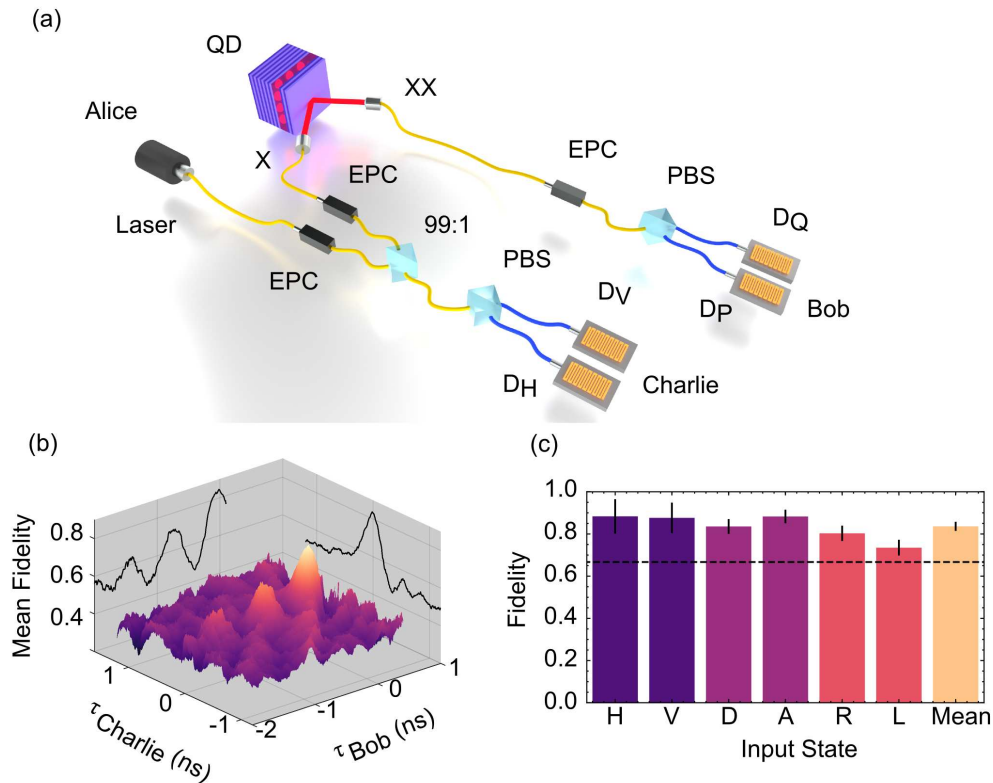 (a)
QD
XX
Alice
X
EPC
EPC
PBS
Laser
99:1
DQ
EPC
PBS
DV
DP
Bob
DH
Charlie
(b)
Mean Fidelity
0.8
0.6
0.4
1
0
-1
τCharlie (ns)
-2
-1
0
1
τBob (ns)
(c)
Fidelity
1.0
0.8
0.6
0.4
0.2
0.0
H V D A R L Mean
Input State